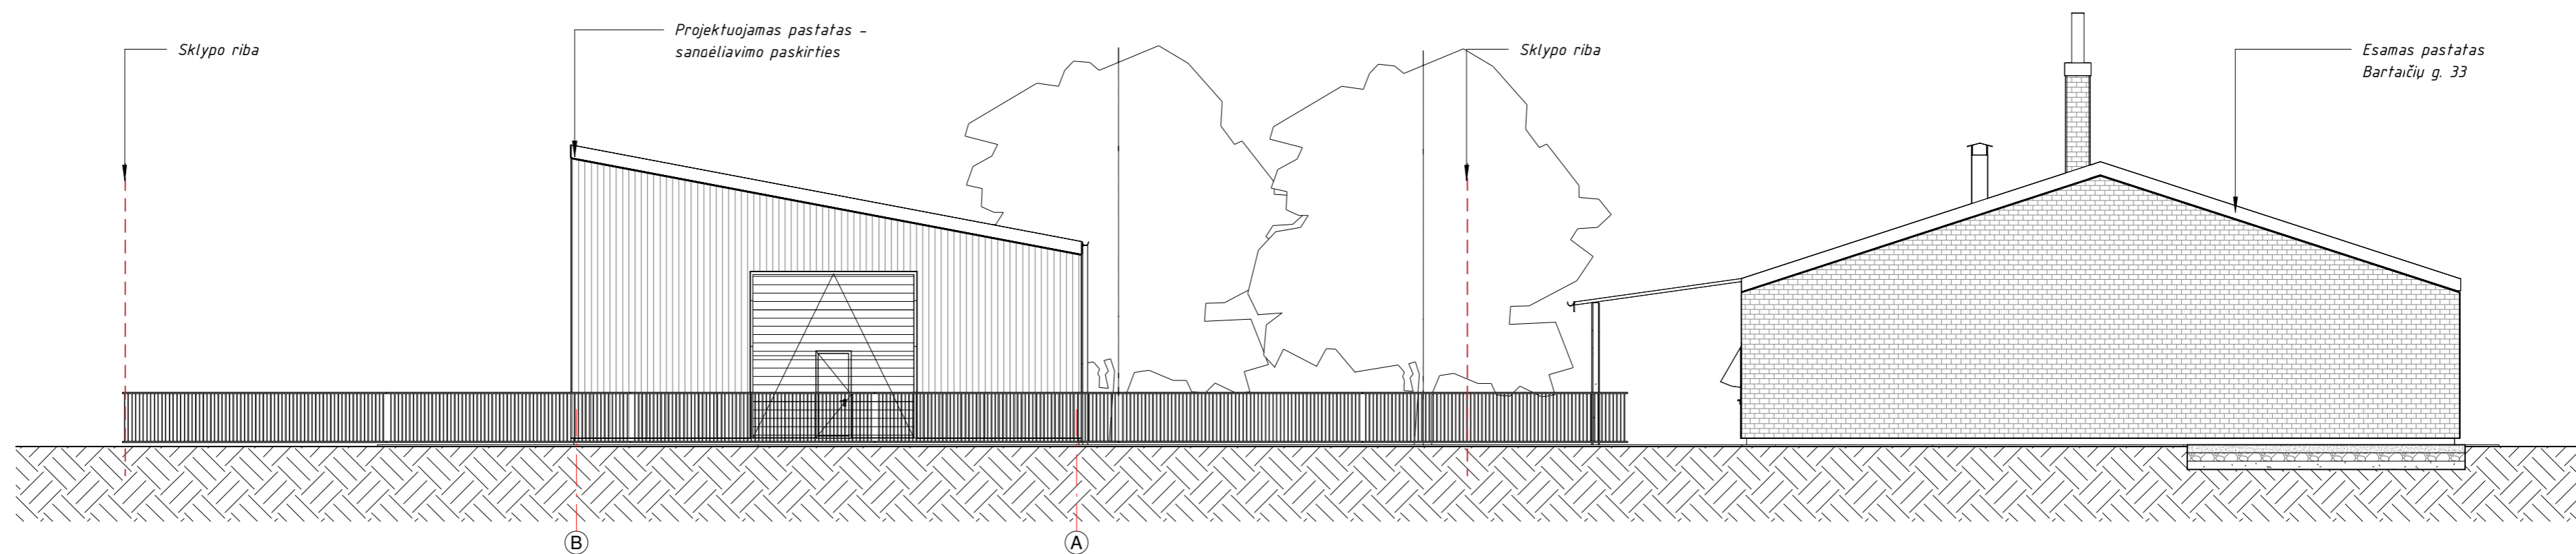 Sklypo riba
Projektuojamas pastatas -
sandėliavimo paskirties
Sklypo riba
Esamas pastatas
Bartaičių g. 33
B
A